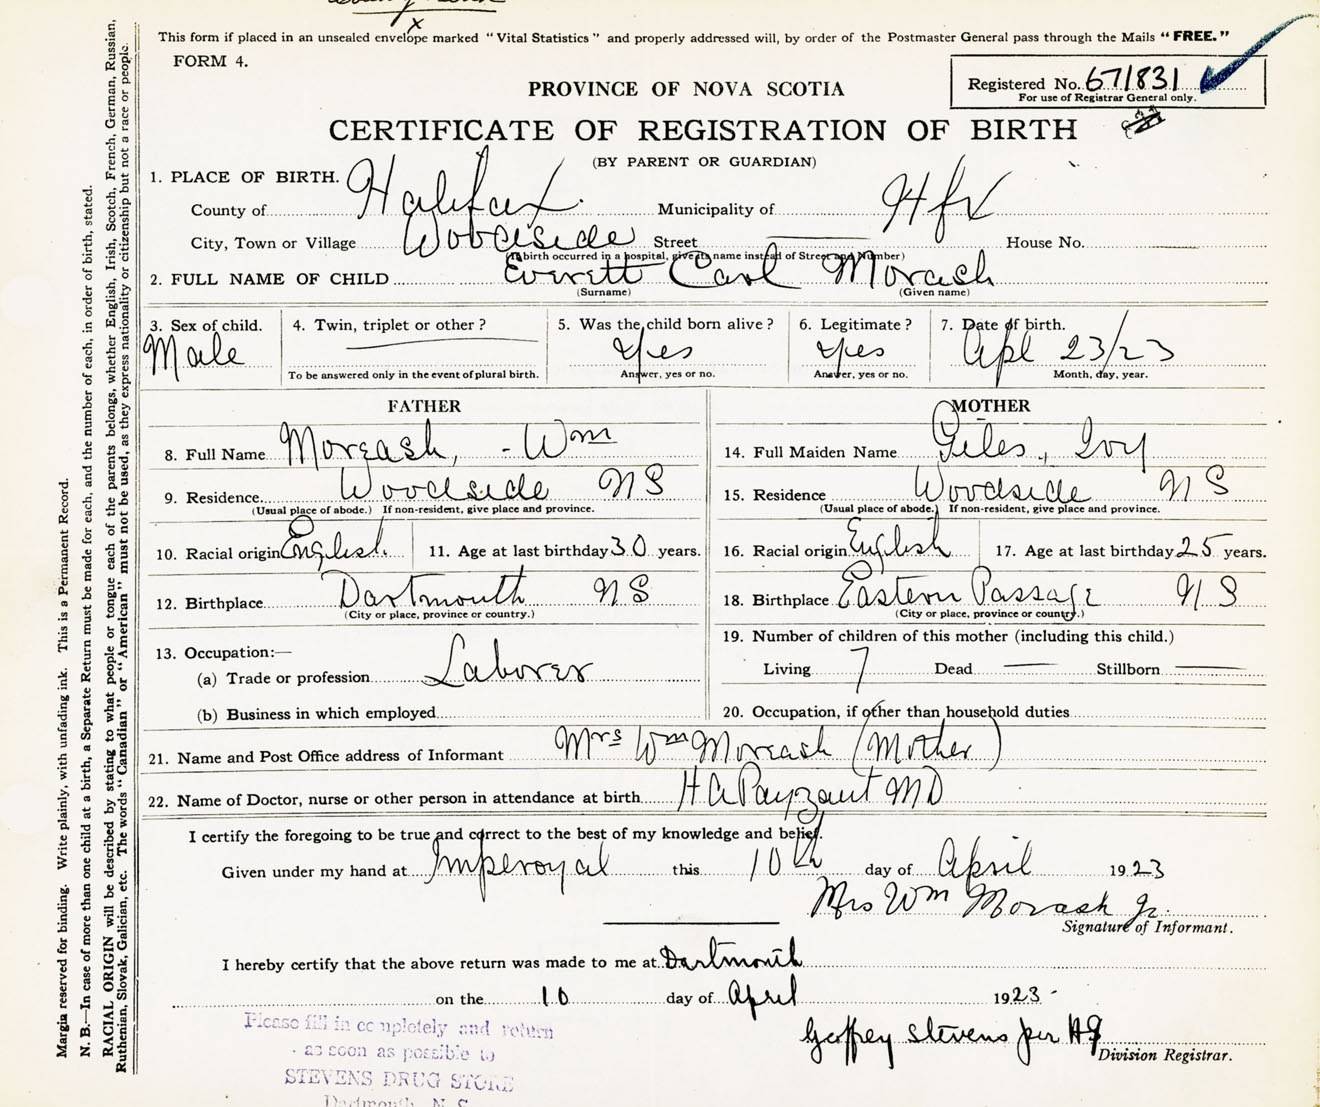 This form if placed in an unsealed envelope marked "Vital Statistics" and properly addressed will, by order of the Postmaster General pass through the Mails "FREE."
FORM 4.
Registered No. 671831
For use of Registrar General only.
PROVINCE OF NOVA SCOTIA
CERTIFICATE OF REGISTRATION OF BIRTH
(BY PARENT OR GUARDIAN)
1. PLACE OF BIRTH.
County of Halifax Municipality of Hfx
City, Town or Village Woodside Street House No.
(If birth occurred in a hospital, give its name instead of Street and Number)
2. FULL NAME OF CHILD Everett Carl Morash
(Surname) (Given name)
3. Sex of child. 4. Twin, triplet or other? 5. Was the child born alive? 6. Legitimate? 7. Date of birth.
Male Yes Yes Apl 23/23
To be answered only in the event of plural birth. Answer, yes or no. Answer, yes or no. Month, day, year.
FATHER
8. Full Name Moreash, - Wm
9. Residence Woodside N S
(Usual place of abode.) If non-resident, give place and province.
10. Racial origin English 11. Age at last birthday 30 years.
12. Birthplace Dartmouth N S
(City or place, province or country.)
13. Occupation:—
(a) Trade or profession Laborer
(b) Business in which employed
MOTHER
14. Full Maiden Name Giles, Ivy
15. Residence Woodside N S
(Usual place of abode.) If non-resident, give place and province.
16. Racial origin English 17. Age at last birthday 25 years.
18. Birthplace Eastern Passage N S
(City or place, province or country.)
19. Number of children of this mother (including this child.)
Living 7 Dead — Stillborn —
20. Occupation, if other than household duties
21. Name and Post Office address of Informant Mrs Wm Moreash (Mother)
22. Name of Doctor, nurse or other person in attendance at birth H A Payzant MD
I certify the foregoing to be true and correct to the best of my knowledge and belief.
Given under my hand at Imperoyal this 10th day of April 1923
Mrs Wm Morash Jr.
Signature of Informant.
I hereby certify that the above return was made to me at Dartmouth
on the 10 day of April 1923
Geoffrey Stevens per HG
Division Registrar.
Please fill in completely and return
as soon as possible to
STEVENS DRUG STORE
Dartmouth, N. S.
Margin reserved for binding. Write plainly, with unfading ink. This is a Permanent Record.
N. B.—In case of more than one child at a birth, a Separate Return must be made for each, and the number of each, in order of birth, stated.
RACIAL ORIGIN will be described by stating to what people or tongue each of the parents belongs, whether English, Irish, Scotch, French, German, Russian,
Ruthenian, Slovak, Galician, etc. The words "Canadian" or "American" must not be used, as they express nationality or citizenship but not a race or people.